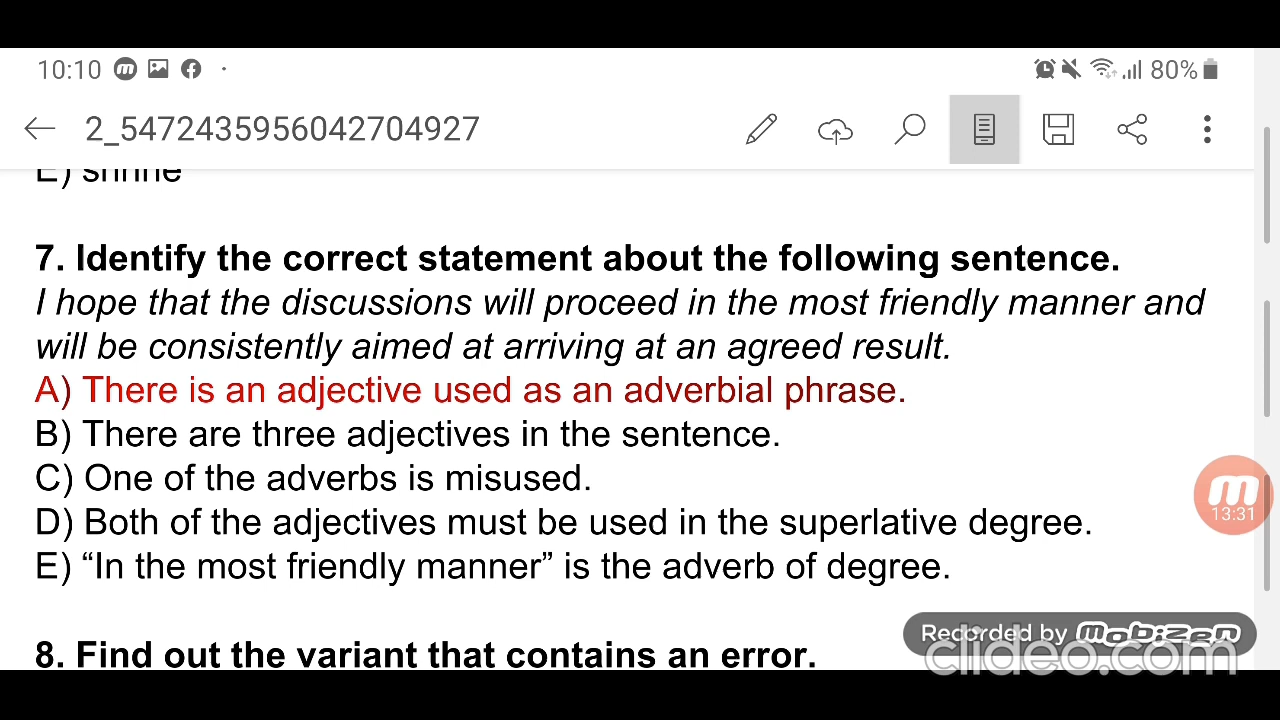 10:10 80%
2_5472435956042704927
E) shrine
7. Identify the correct statement about the following sentence.
I hope that the discussions will proceed in the most friendly manner and
will be consistently aimed at arriving at an agreed result.
A) There is an adjective used as an adverbial phrase.
B) There are three adjectives in the sentence.
C) One of the adverbs is misused.
D) Both of the adjectives must be used in the superlative degree.
E) “In the most friendly manner” is the adverb of degree.
13:31
8. Find out the variant that contains an error.
Recorded by Mobizen
clideo.com